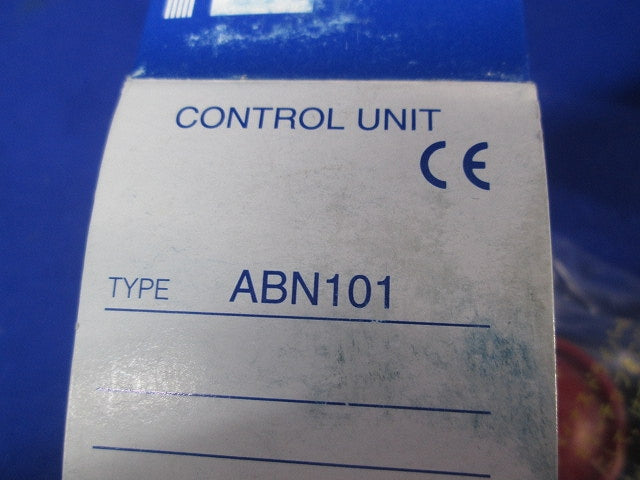 CONTROL UNIT
CE
TYPE ABN101